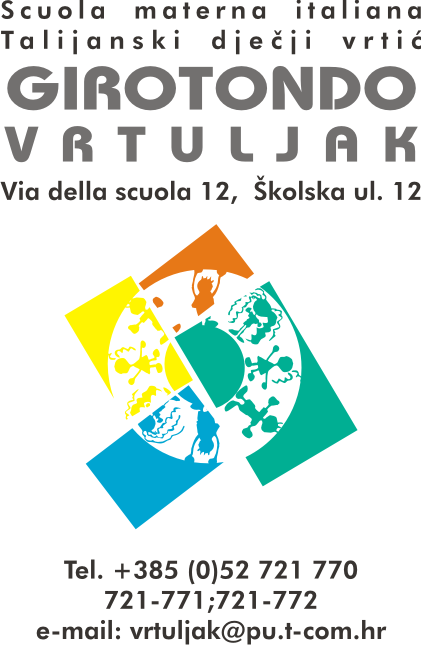 Scuola materna italiana
Talijanski dječji vrtić
GIROTONDO
VRTULJAK
Via della scuola 12, Školska ul. 12
Tel. +385 (0)52 721 770
721-771;721-772
e-mail: vrtuljak@pu.t-com.hr